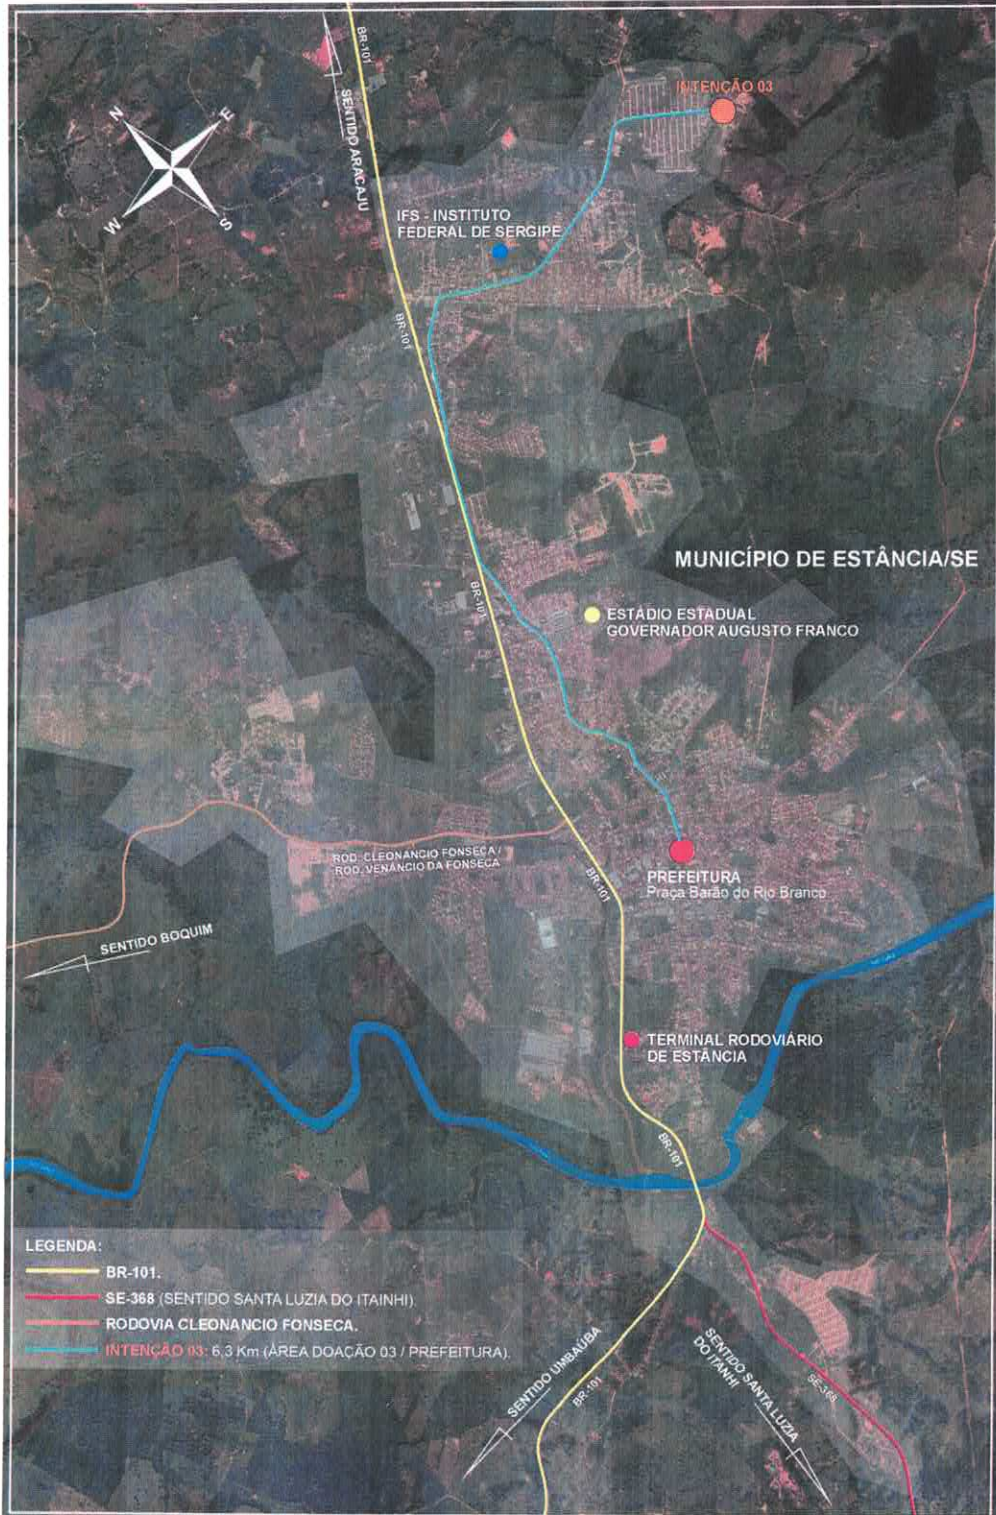 BR-101
SENTIDO ARACAJU
INTENÇÃO 03
N
E
W
S
IFS - INSTITUTO
FEDERAL DE SERGIPE
BR-101
MUNICÍPIO DE ESTÂNCIA/SE
BR-101
ESTÁDIO ESTADUAL
GOVERNADOR AUGUSTO FRANCO
ROD. CLEONANCIO FONSECA /
ROD. VENÂNCIO DA FONSECA
PREFEITURA
Praça Barão do Rio Branco
BR-101
SENTIDO BOQUIM
TERMINAL RODOVIÁRIO
DE ESTÂNCIA
BR-101
LEGENDA:
BR-101.
SE-368 (SENTIDO SANTA LUZIA DO ITAINHI).
RODOVIA CLEONANCIO FONSECA.
INTENÇÃO 03: 6,3 Km (ÁREA DOAÇÃO 03 / PREFEITURA).
SENTIDO UMBAÚBA
BR-101
SENTIDO SANTA LUZIA
DO ITANHI
SE-368